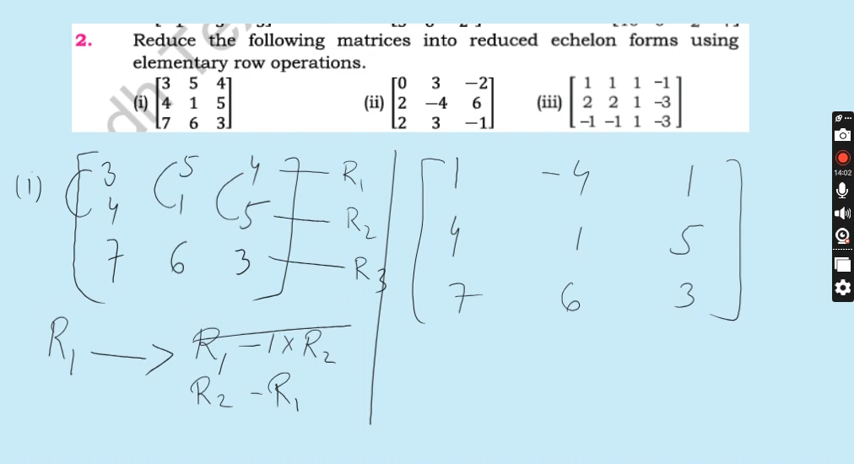 2. Reduce the following matrices into reduced echelon forms using
elementary row operations.
(i) [3 5 4] (ii) [0 3 −2] (iii) [1 1 1 −1]
[4 1 5] [2 −4 6] [2 2 1 −3]
[7 6 3] [2 3 −1] [−1 −1 1 −3]
(i) [3 5 4] R1 [1 -4 1]
[4 1 5] R2 [4 1 5]
[7 6 3] R3 [7 6 3]
R1 → R1 - 1 × R2
R2 - R1
14:02